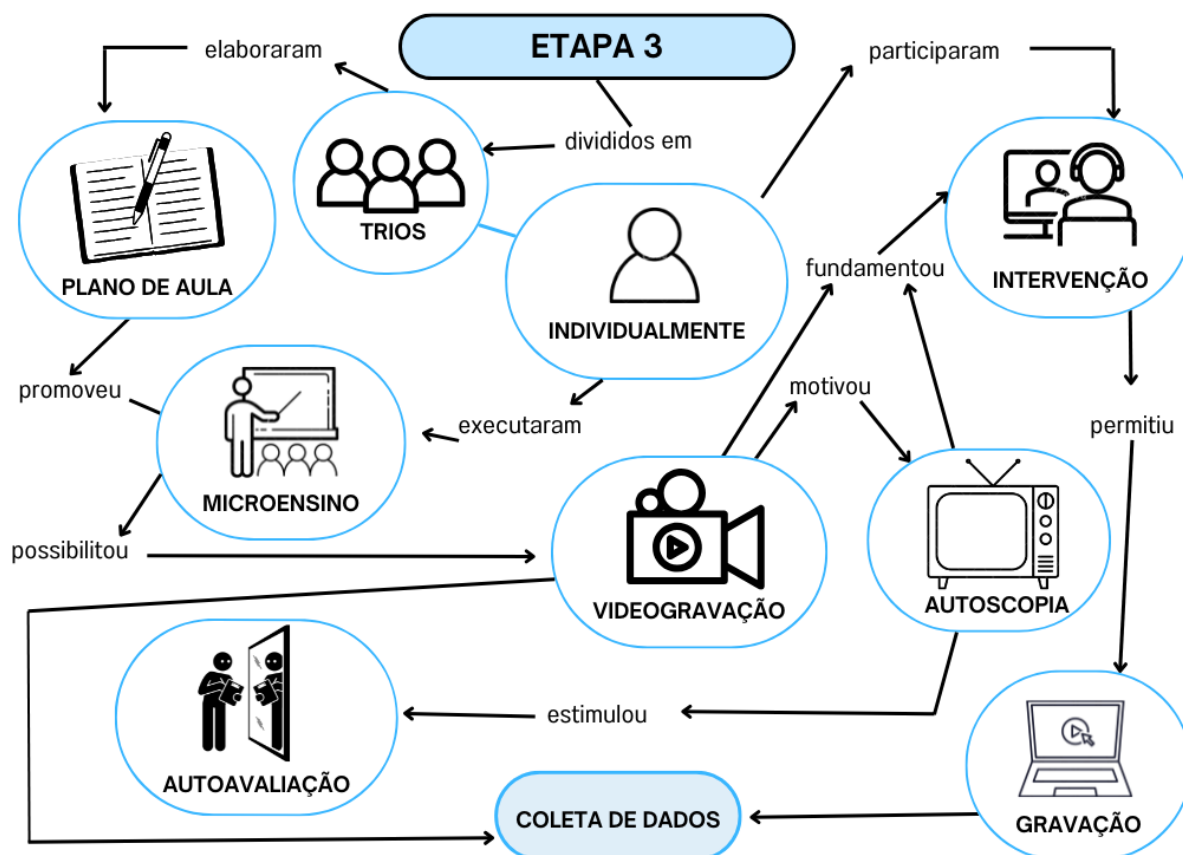 ETAPA 3
elaboraram
participaram
divididos em
TRIOS
PLANO DE AULA
INDIVIDUALMENTE
fundamentou
INTERVENÇÃO
promoveu
motivou
executaram
permitiu
MICROENSINO
possibilitou
VIDEOGRAVAÇÃO
AUTOSCOPIA
estimulou
AUTOAVALIAÇÃO
COLETA DE DADOS
GRAVAÇÃO